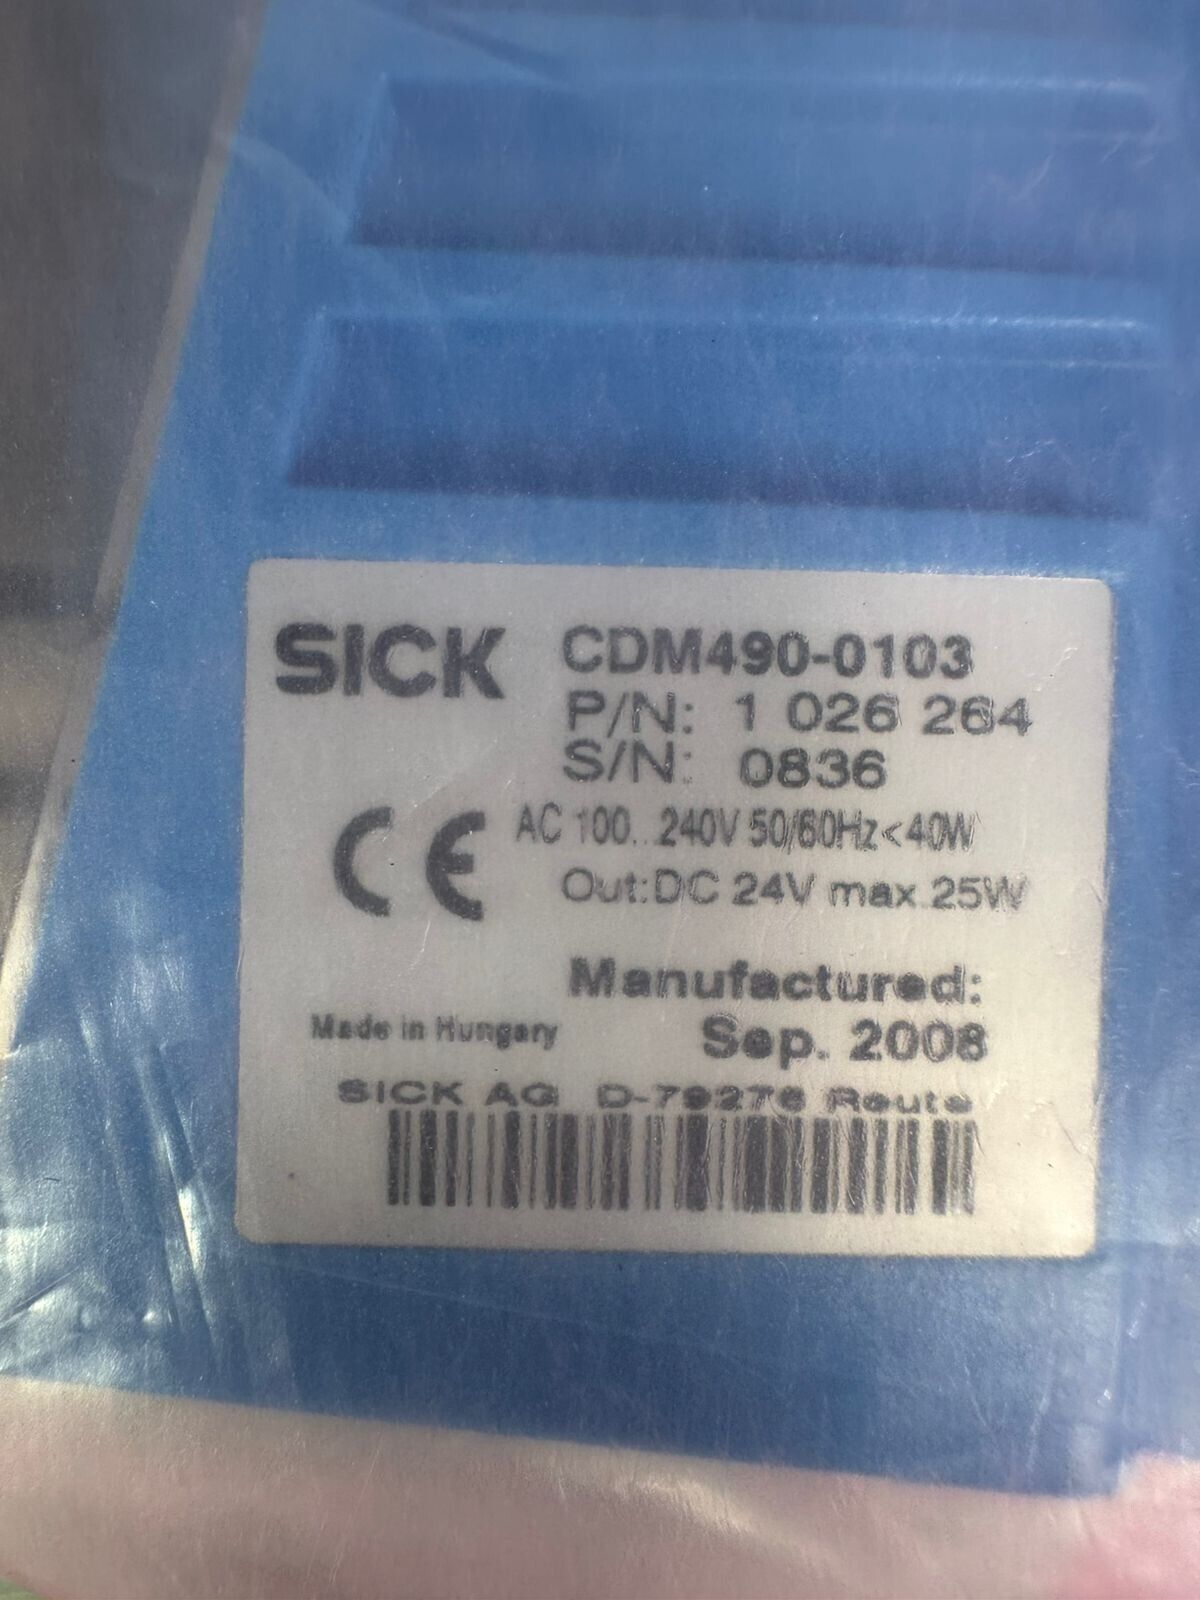 SICK CDM490-0103
P/N: 1 026 264
S/N: 0836
CE AC 100..240V 50/60Hz<40W
Out:DC 24V max.25W
Manufactured:
Made in Hungary Sep. 2008
SICK AG D-79276 Reute